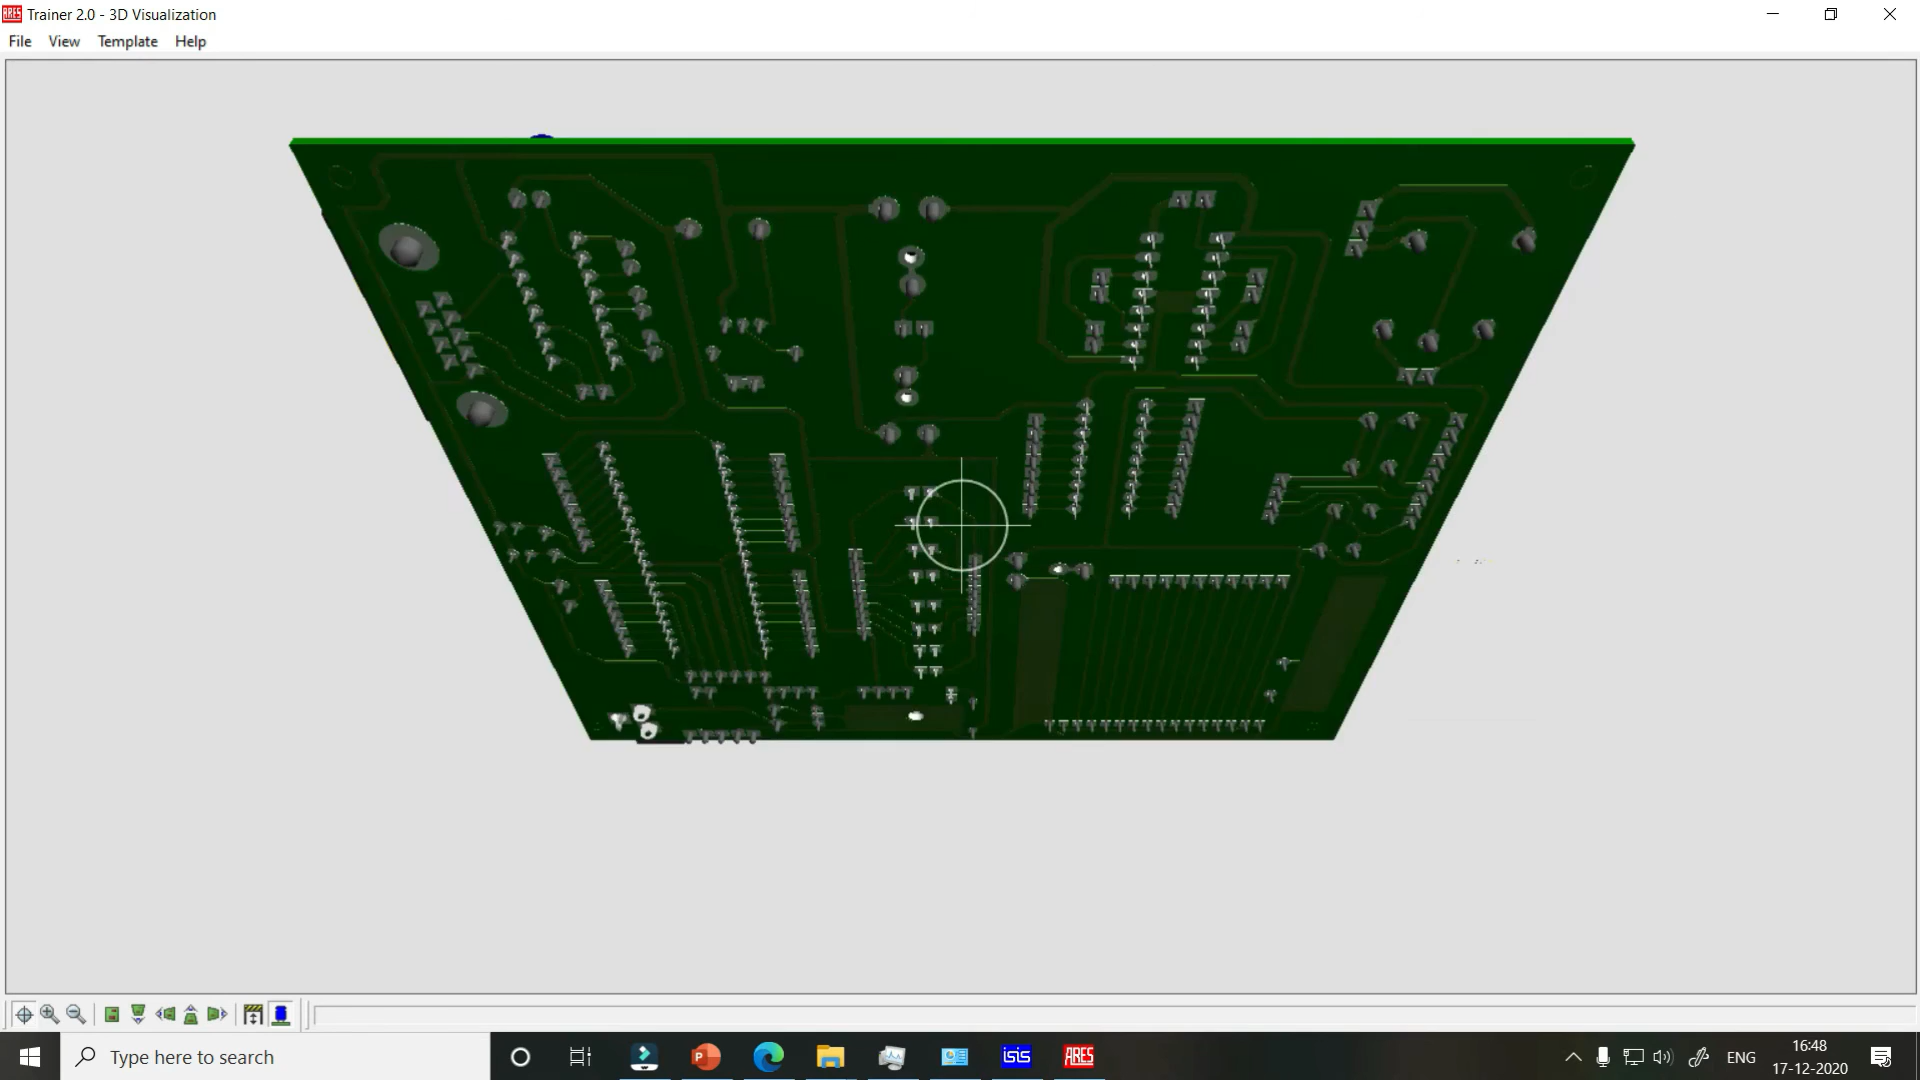 ARES
Trainer 2.0 - 3D Visualization
File View Template Help
Type here to search
P
isis
ARES
ENG
16:48
17-12-2020